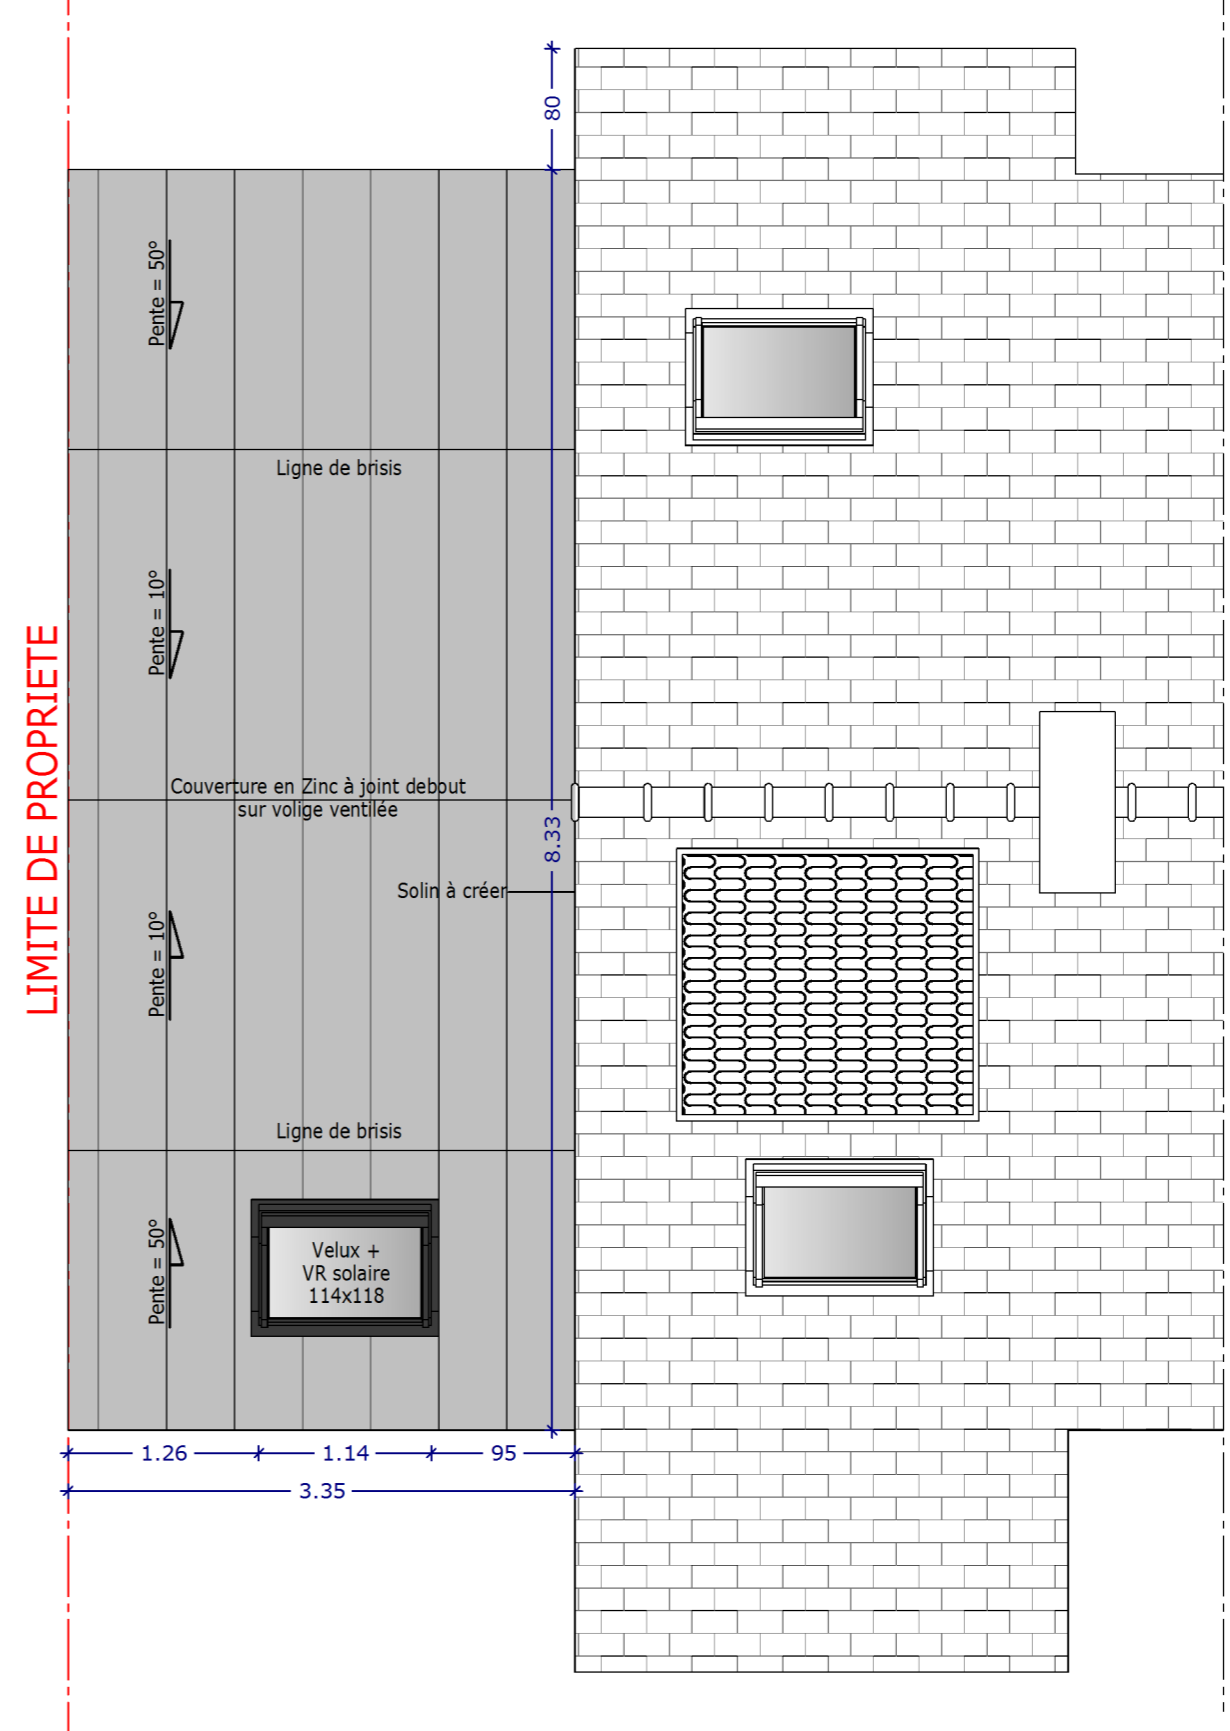 80
Pente = 50°
Ligne de brisis
Pente = 10°
LIMITE DE PROPRIETE
Couverture en Zinc à joint debout
sur volige ventilée
8.33
Solin à créer
Pente = 10°
Ligne de brisis
Pente = 50°
Velux +
VR solaire
114x118
1.26
1.14
95
3.35